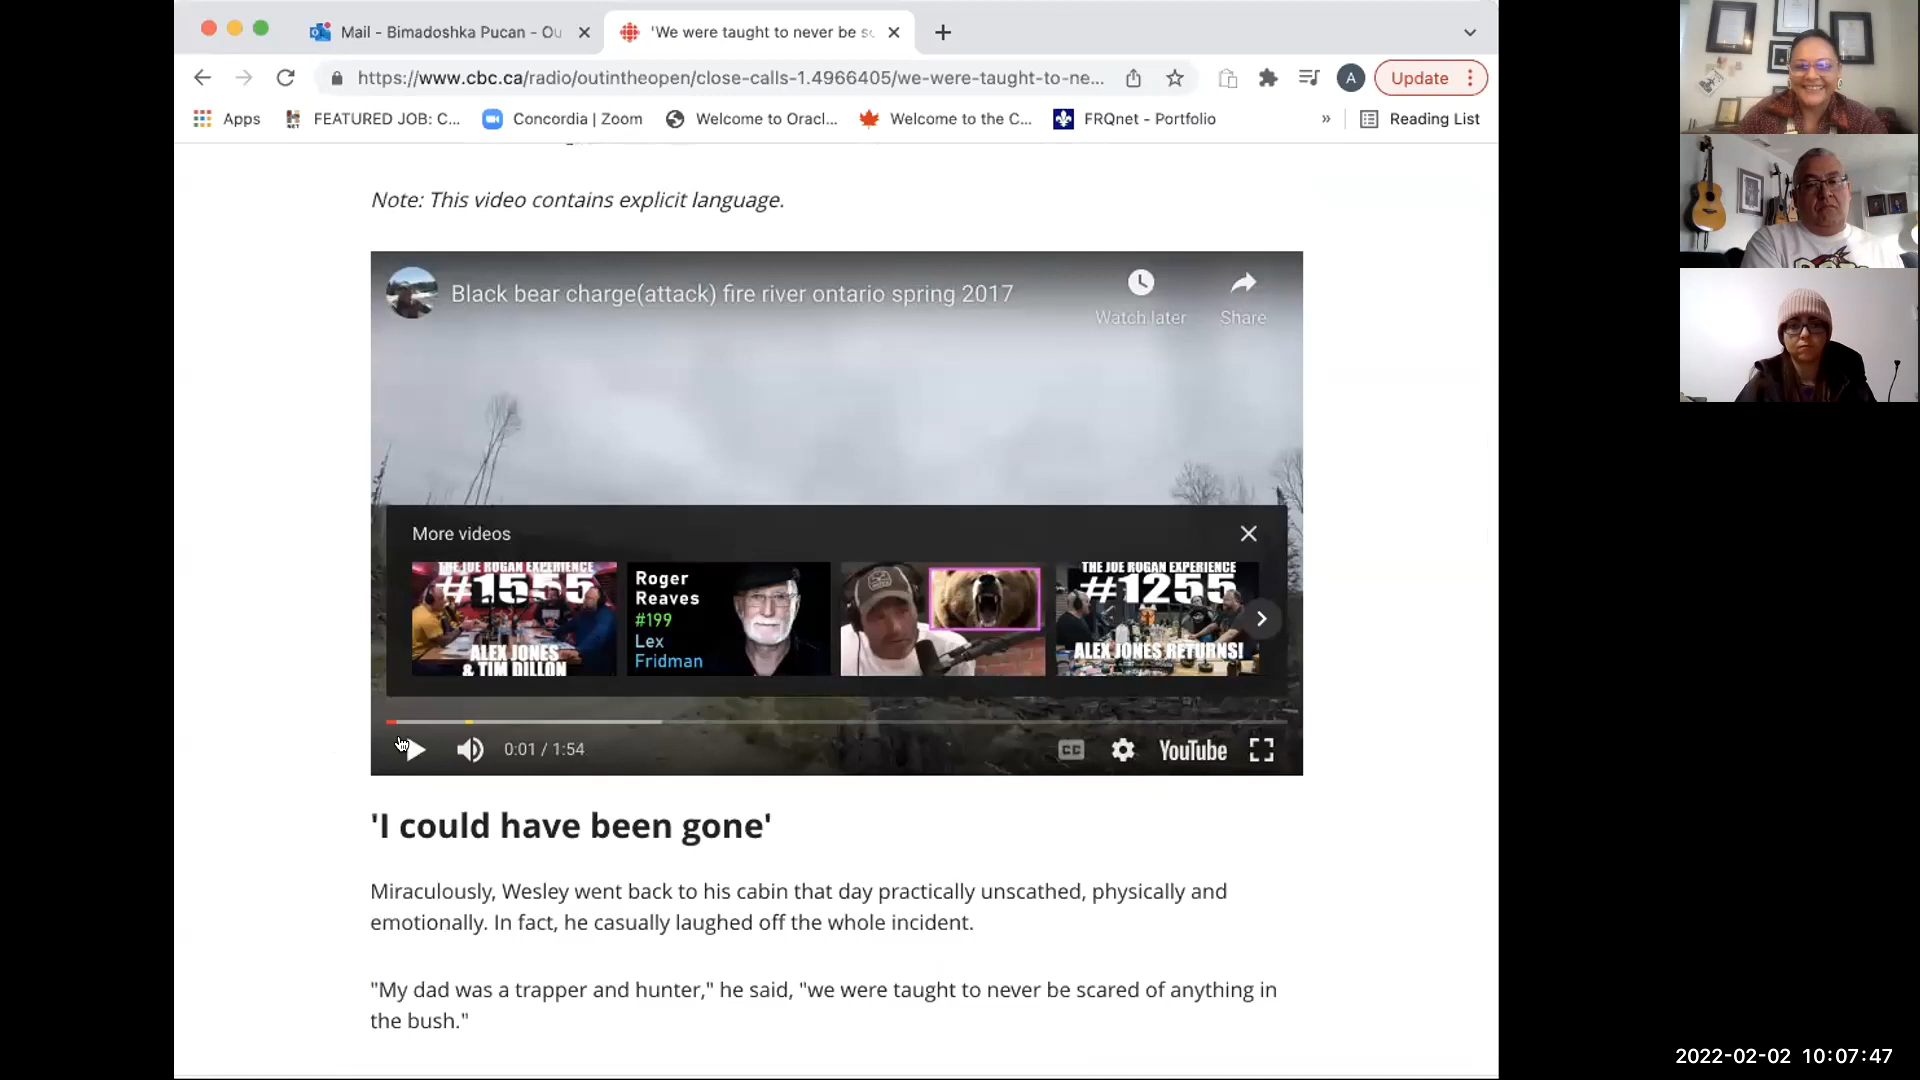 Mail - Bimadoshka Pucan - Ou
'We were taught to never be sc
https://www.cbc.ca/radio/outintheopen/close-calls-1.4966405/we-were-taught-to-ne...
A
Update
Apps
FEATURED JOB: C...
Concordia | Zoom
Welcome to Oracl...
Welcome to the C...
FRQnet - Portfolio
»
Reading List
Note: This video contains explicit language.
Black bear charge(attack) fire river ontario spring 2017
Watch later
Share
More videos
THE JOE ROGAN EXPERIENCE
#1555
ALEX JONES
& TIM DILLON
Roger
Reaves
#199
Lex
Fridman
THE JOE ROGAN EXPERIENCE
#1255
ALEX JONES RETURNS!
0:01 / 1:54
CC
YouTube
'I could have been gone'
Miraculously, Wesley went back to his cabin that day practically unscathed, physically and
emotionally. In fact, he casually laughed off the whole incident.
"My dad was a trapper and hunter," he said, "we were taught to never be scared of anything in
the bush."
2022-02-02 10:07:47